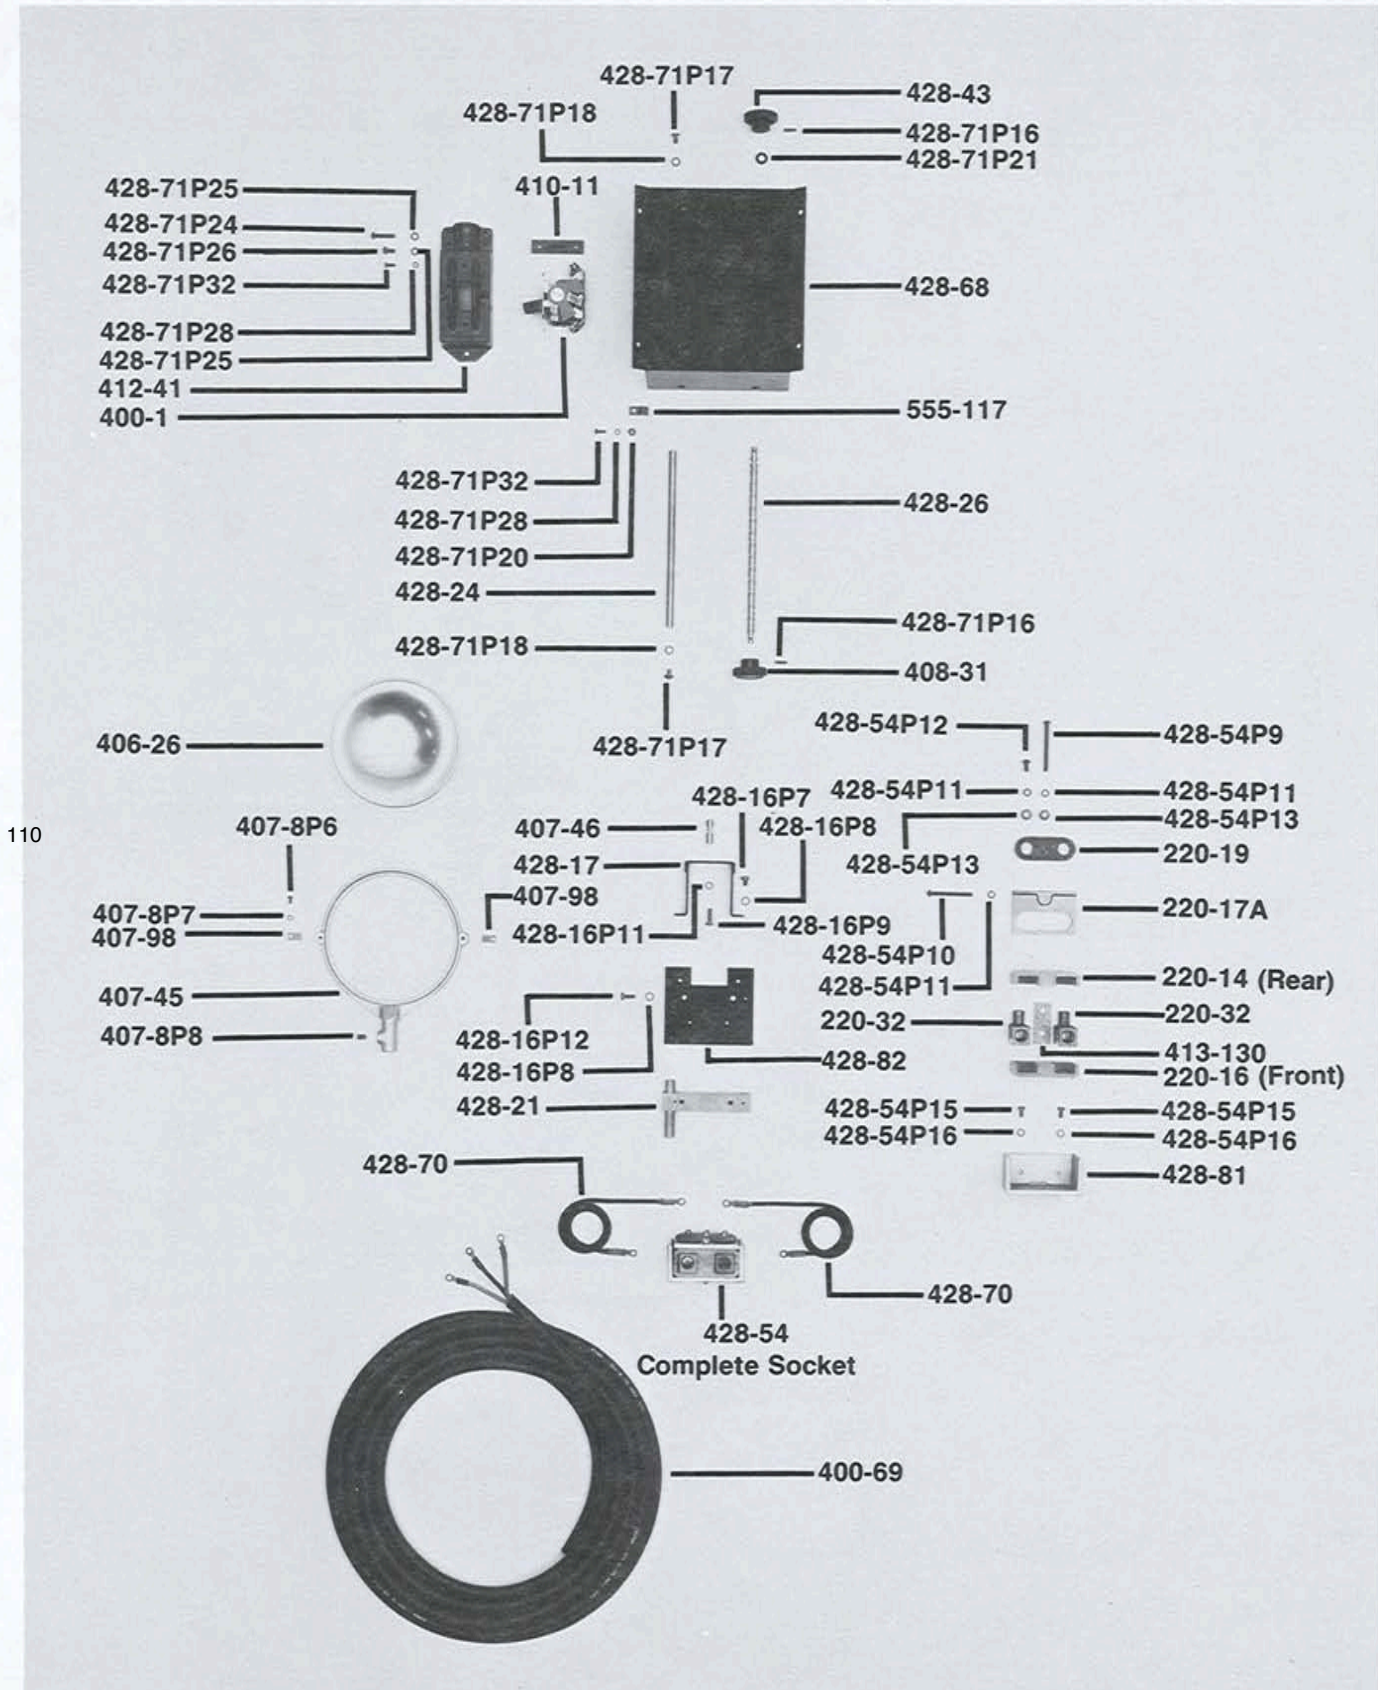 428-71P17
428-43
428-71P18
428-71P16
428-71P21
428-71P25
410-11
428-71P24
428-71P26
428-71P32
428-68
428-71P28
428-71P25
412-41
400-1
555-117
428-71P32
428-26
428-71P28
428-71P20
428-24
428-71P16
428-71P18
408-31
428-54P12
428-54P9
406-26
428-71P17
428-16P7
428-54P11
428-54P11
110
407-8P6
407-46
428-16P8
428-54P13
428-17
428-54P13
220-19
407-98
407-8P7
407-98
428-16P11
428-16P9
220-17A
428-54P10
428-54P11
220-14 (Rear)
407-45
220-32
220-32
407-8P8
428-16P12
413-130
428-16P8
428-82
220-16 (Front)
428-21
428-54P15
428-54P15
428-54P16
428-54P16
428-70
428-81
428-70
428-54
Complete Socket
400-69